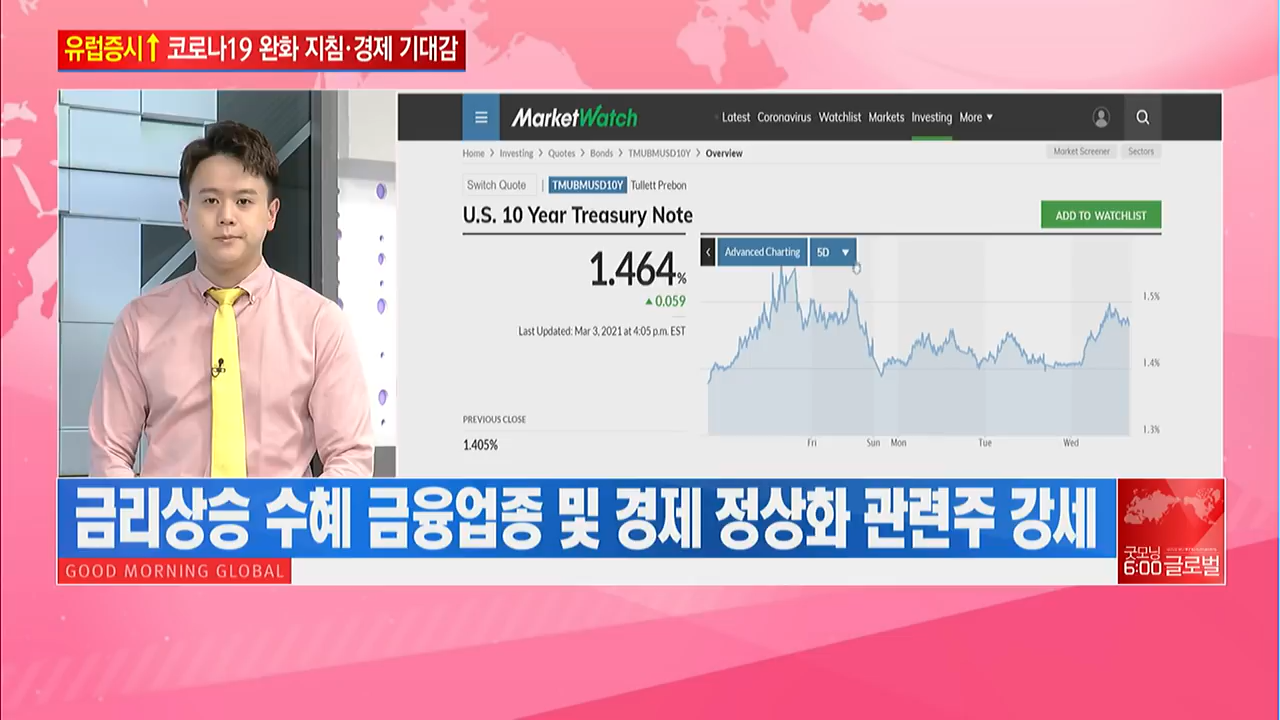 유럽증시↑ 코로나19 완화 지침·경제 기대감
MarketWatch
Latest Coronavirus Watchlist Markets Investing More ▼
Home > Investing > Quotes > Bonds > TMUBMUSD10Y > Overview
Market Screener Sectors
Switch Quote | TMUBMUSD10Y Tullett Prebon
U.S. 10 Year Treasury Note
ADD TO WATCHLIST
1.464%
▲ 0.059
Last Updated: Mar 3, 2021 at 4:05 p.m. EST
PREVIOUS CLOSE
1.405%
Advanced Charting 5D ▼
1.5%
1.4%
1.3%
Fri Sun Mon Tue Wed
금리상승 수혜 금융업종 및 경제 정상화 관련주 강세
GOOD MORNING GLOBAL
굿모닝
6:00 글로벌